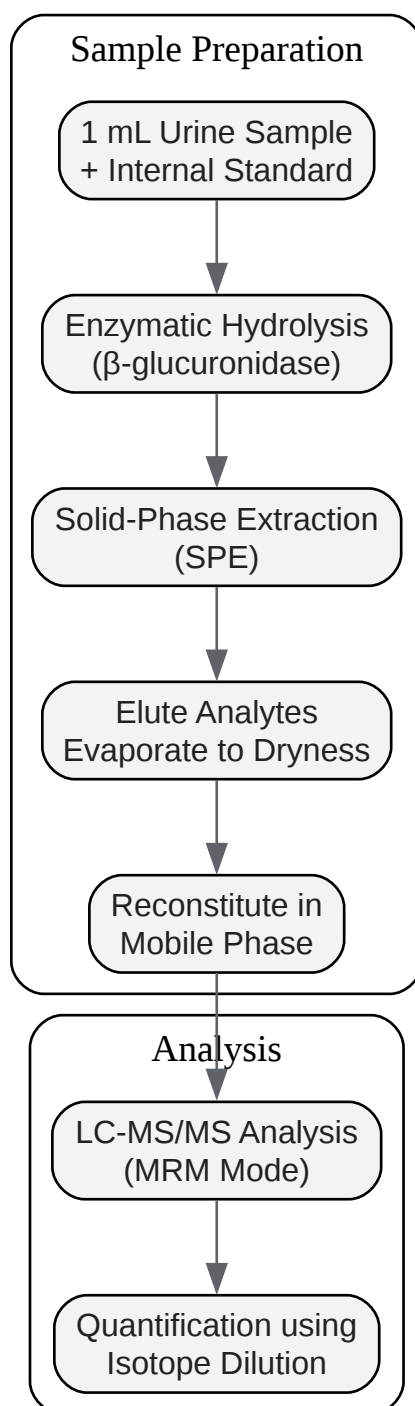 Sample Preparation
1 mL Urine Sample
+ Internal Standard
Enzymatic Hydrolysis
(β-glucuronidase)
Solid-Phase Extraction
(SPE)
Elute Analytes
Evaporate to Dryness
Reconstitute in
Mobile Phase
Analysis
LC-MS/MS Analysis
(MRM Mode)
Quantification using
Isotope Dilution